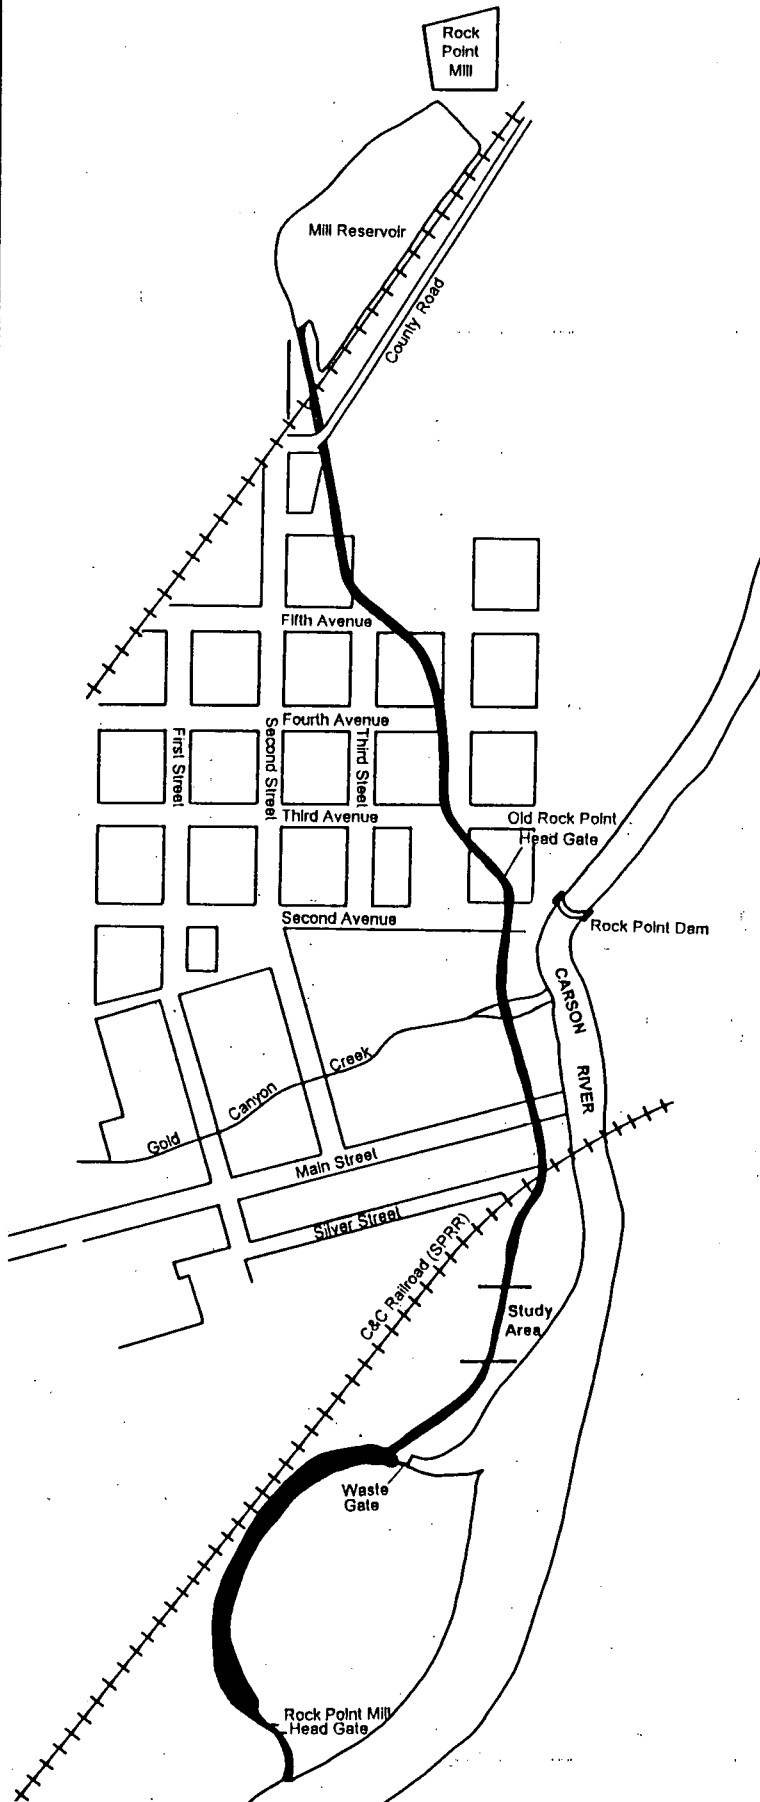 Rock
Point
Mill
Mill Reservoir
County Road
Fifth Avenue
Fourth Avenue
First Street
Second Street
Third Steet
Third Avenue
Old Rock Point
Head Gate
Second Avenue
Rock Point Dam
CARSON RIVER
Gold Canyon Creek
Main Street
Silver Street
C&C Railroad (SPRR)
Study
Area
Waste
Gate
Rock Point Mill
Head Gate